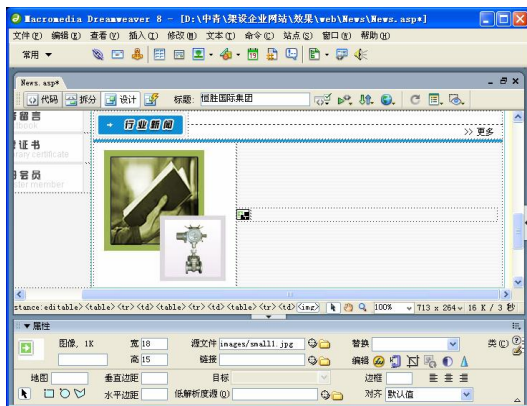 Macromedia Dreamweaver 8 - [D:\中青\架设企业网站\效果\web\News\News.asp*]
文件(F) 编辑(E) 查看(V) 插入(I) 修改(M) 文本(T) 命令(C) 站点(S) 窗口(W) 帮助(H)
常用
News.asp*
代码 拆分 设计 标题: 恒胜国际集团
留言
行业新闻
>> 更多
证书
会员
stance:editable> <table> <tr> <td> <table> <tr> <td> <table> <tr> <td> <img> 100% 713 x 264 16 K / 3 秒
属性
图像, 1K 宽 18 源文件 images/small1.jpg 替换 类(C)
高 15 链接 编辑
地图 垂直边距 目标 边框
水平边距 低解析度源(O) 对齐 默认值